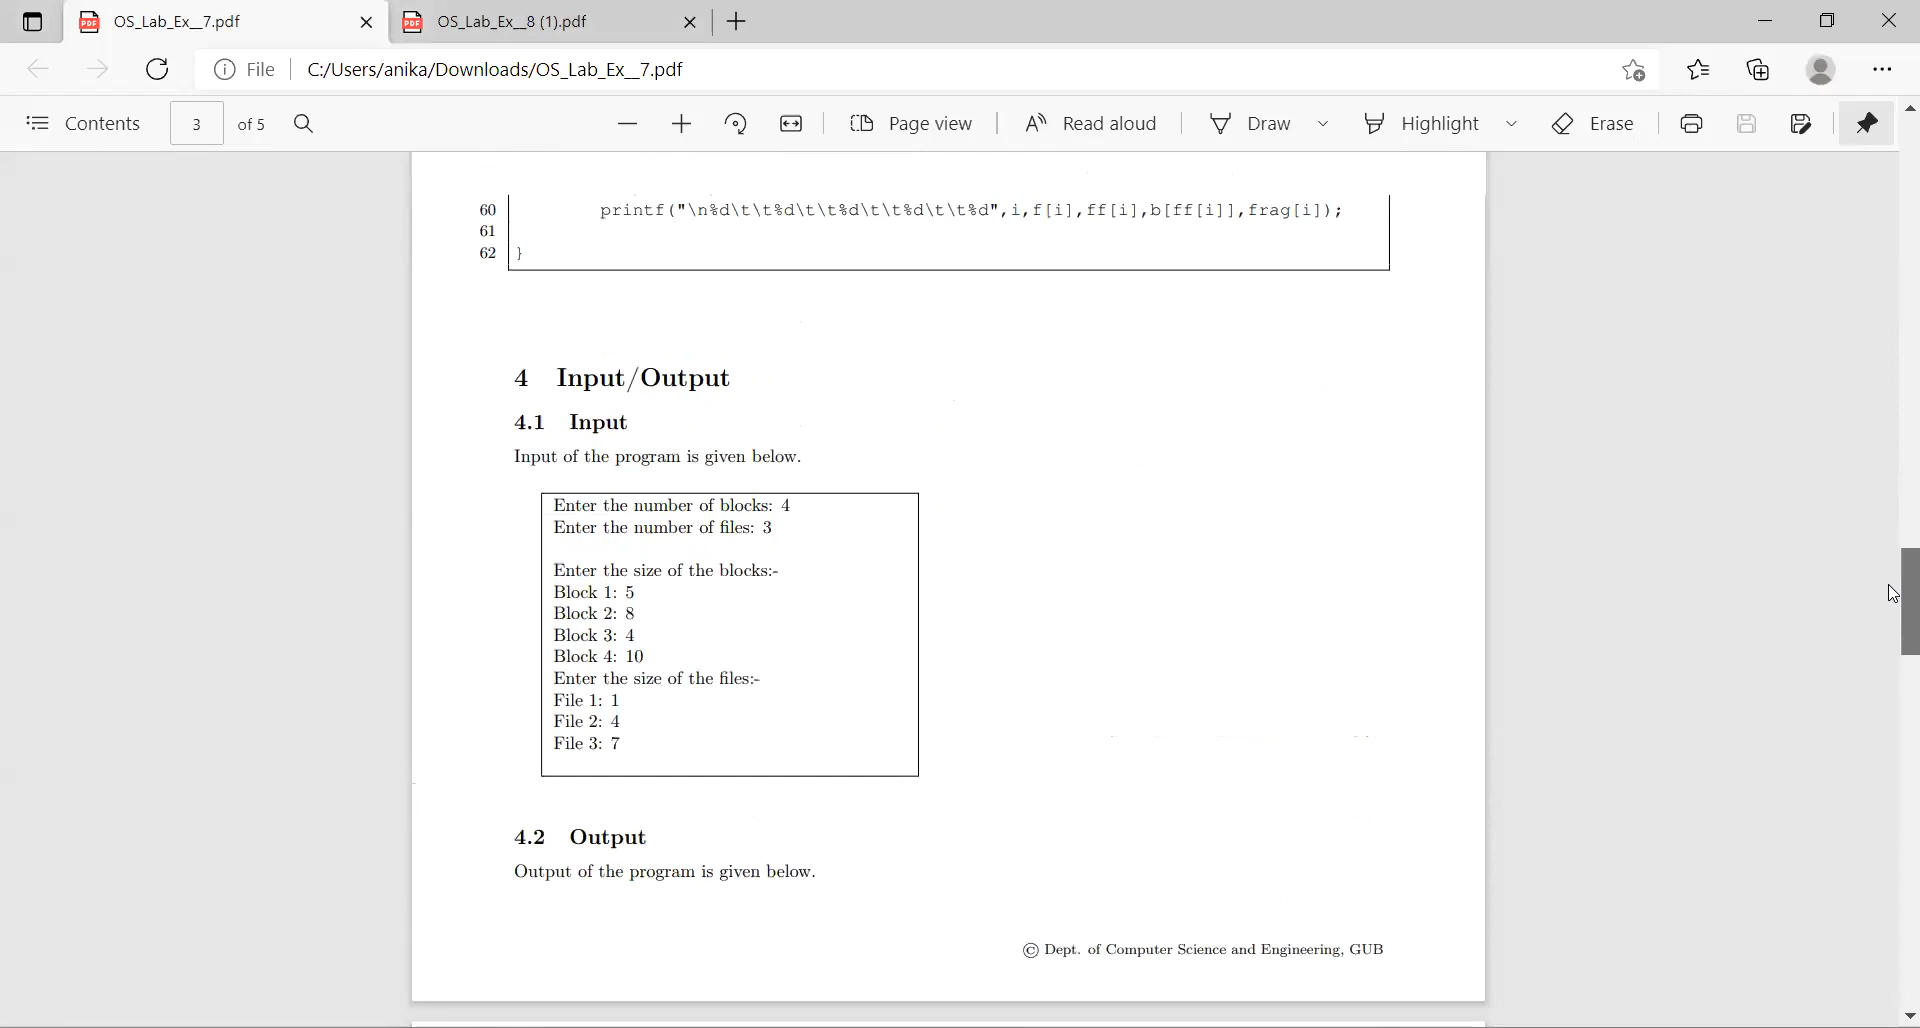 OS_Lab_Ex__7.pdf
OS_Lab_Ex__8 (1).pdf
File
C:/Users/anika/Downloads/OS_Lab_Ex__7.pdf
Contents
3
of 5
Page view
Read aloud
Draw
Highlight
Erase
60 printf("\n%d\t\t%d\t\t%d\t\t%d\t\t%d",i,f[i],ff[i],b[ff[i]],frag[i]);
61
62 }
4 Input/Output
4.1 Input
Input of the program is given below.
Enter the number of blocks: 4
Enter the number of files: 3
Enter the size of the blocks:-
Block 1: 5
Block 2: 8
Block 3: 4
Block 4: 10
Enter the size of the files:-
File 1: 1
File 2: 4
File 3: 7
4.2 Output
Output of the program is given below.
© Dept. of Computer Science and Engineering, GUB